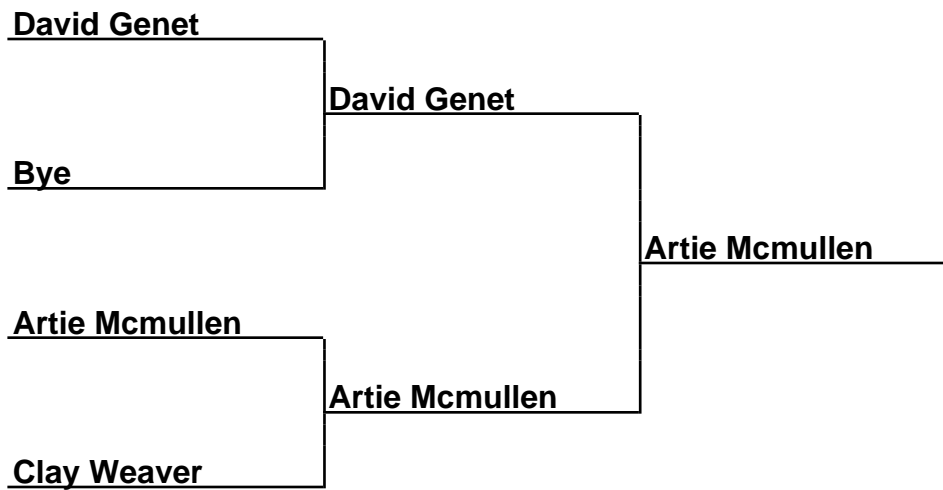 David Genet
David Genet
Bye
Artie Mcmullen
Artie Mcmullen
Artie Mcmullen
Clay Weaver